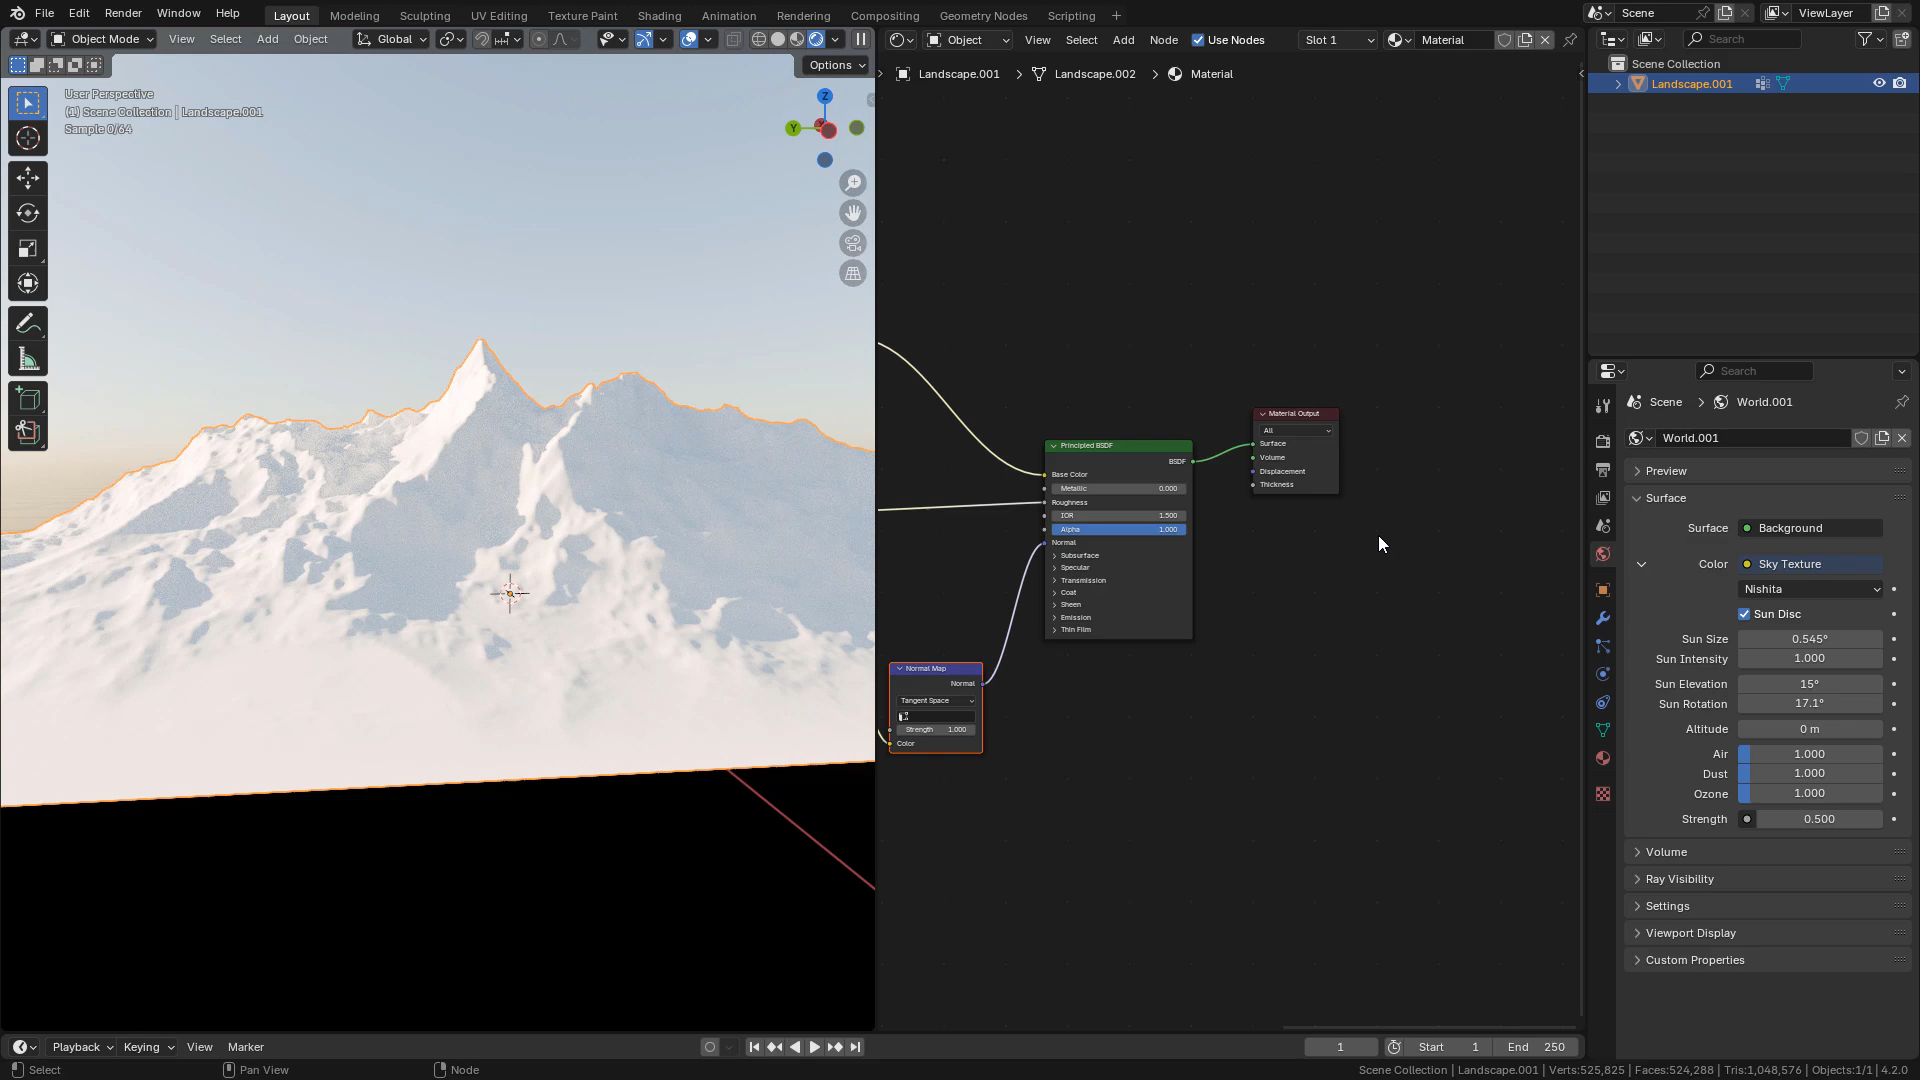 File Edit Render Window Help Layout Modeling Sculpting UV Editing Texture Paint Shading Animation Rendering Compositing Geometry Nodes Scripting + Scene ViewLayer
Object Mode View Select Add Object Global Object View Select Add Node Use Nodes Slot 1 Material Search
Options
Landscape.001 Landscape.002 Material
Scene Collection
Landscape.001
User Perspective
(1) Scene Collection | Landscape.001
Sample 0/64
Z
Y
X
Search
Scene World.001
World.001
Preview
Surface
Surface Background
Color Sky Texture
Nishita
Sun Disc
Sun Size 0.545°
Sun Intensity 1.000
Sun Elevation 15°
Sun Rotation 17.1°
Altitude 0 m
Air 1.000
Dust 1.000
Ozone 1.000
Strength 0.500
Volume
Ray Visibility
Settings
Viewport Display
Custom Properties
Principled BSDF
BSDF
Base Color
Metallic 0.000
Roughness
IOR 1.500
Alpha 1.000
Normal
Subsurface
Specular
Transmission
Coat
Sheen
Emission
Thin Film
Material Output
All
Surface
Volume
Displacement
Thickness
Normal Map
Normal
Tangent Space
Strength 1.000
Color
Playback Keying View Marker 1 Start 1 End 250
Select Pan View Node Scene Collection | Landscape.001 | Verts:525,825 | Faces:524,288 | Tris:1,048,576 | Objects:1/1 | 4.2.0